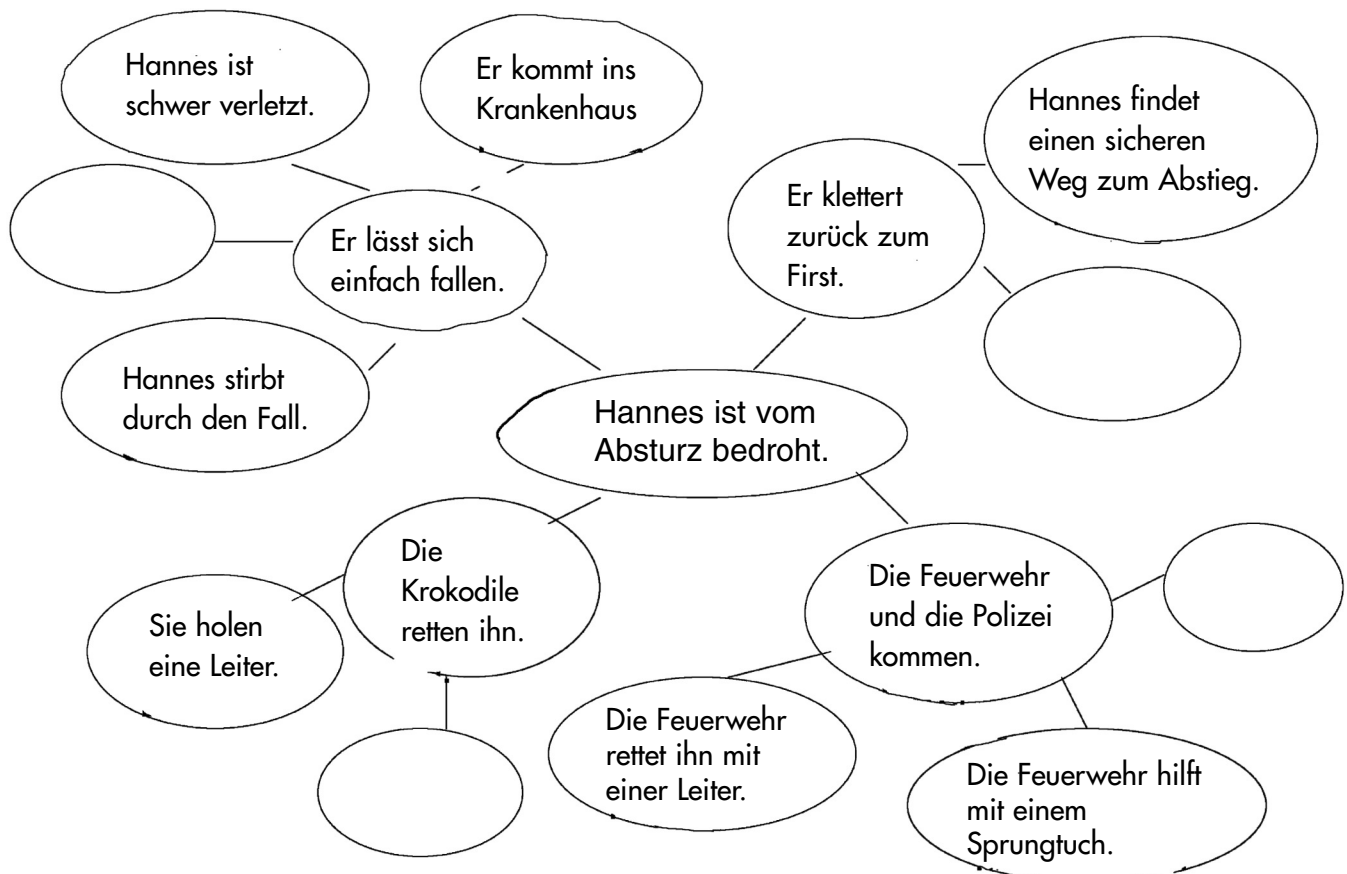 Hannes ist
schwer verletzt.
Er kommt ins
Krankenhaus
Hannes findet
einen sicheren
Weg zum Abstieg.
Er klettert
zurück zum
First.
Er lässt sich
einfach fallen.
Hannes stirbt
durch den Fall.
Hannes ist vom
Absturz bedroht.
Die
Krokodile
retten ihn.
Die Feuerwehr
und die Polizei
kommen.
Sie holen
eine Leiter.
Die Feuerwehr
rettet ihn mit
einer Leiter.
Die Feuerwehr hilft
mit einem
Sprungtuch.